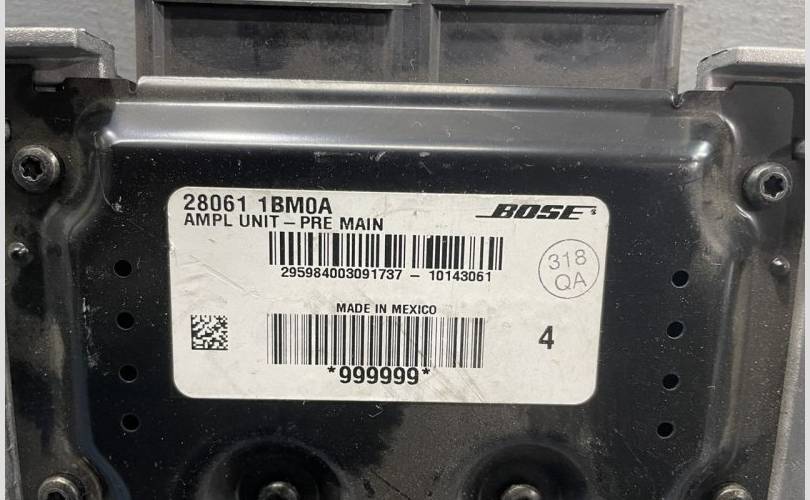 28061 1BM0A
AMPL UNIT – PRE MAIN
BOSE
295984003091737 – 10143061
318
QA
MADE IN MEXICO
4
*999999*